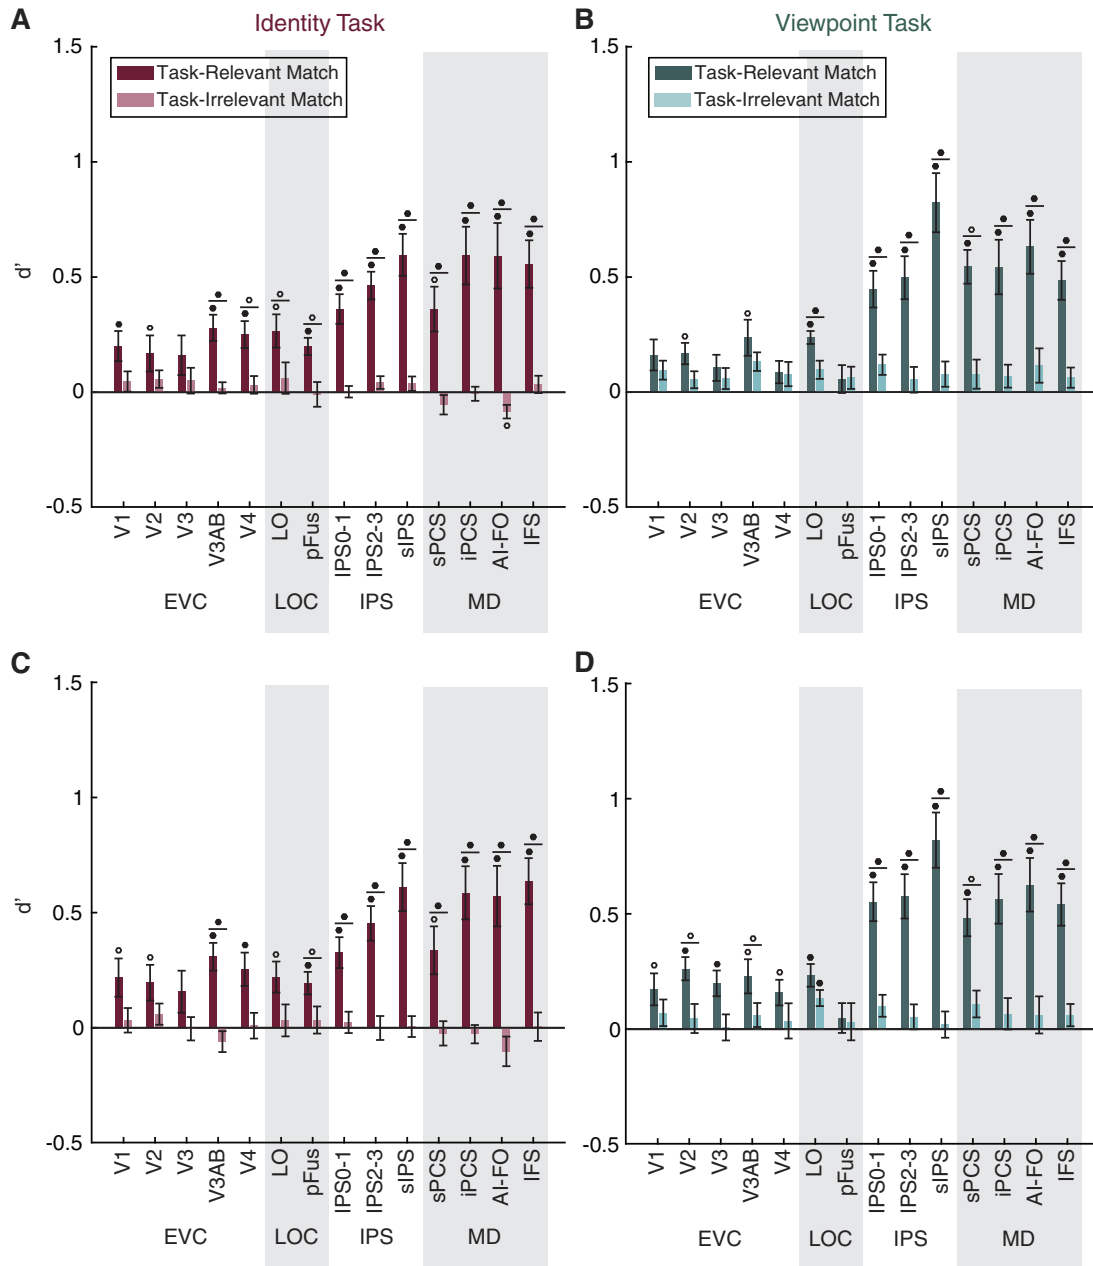 A
Identity Task
B
Viewpoint Task
1.5
1
0.5
0
-0.5
d'
Task-Relevant Match
Task-Irrelevant Match
V1
V2
V3
V3AB
V4
LO
pFus
IPS0-1
IPS2-3
sIPS
sPCS
iPCS
AI-FO
IFS
EVC
LOC
IPS
MD
1.5
1
0.5
0
-0.5
Task-Relevant Match
Task-Irrelevant Match
V1
V2
V3
V3AB
V4
LO
pFus
IPS0-1
IPS2-3
sIPS
sPCS
iPCS
AI-FO
IFS
EVC
LOC
IPS
MD
C
1.5
1
0.5
0
-0.5
d'
V1
V2
V3
V3AB
V4
LO
pFus
IPS0-1
IPS2-3
sIPS
sPCS
iPCS
AI-FO
IFS
EVC
LOC
IPS
MD
D
1.5
1
0.5
0
-0.5
V1
V2
V3
V3AB
V4
LO
pFus
IPS0-1
IPS2-3
sIPS
sPCS
iPCS
AI-FO
IFS
EVC
LOC
IPS
MD